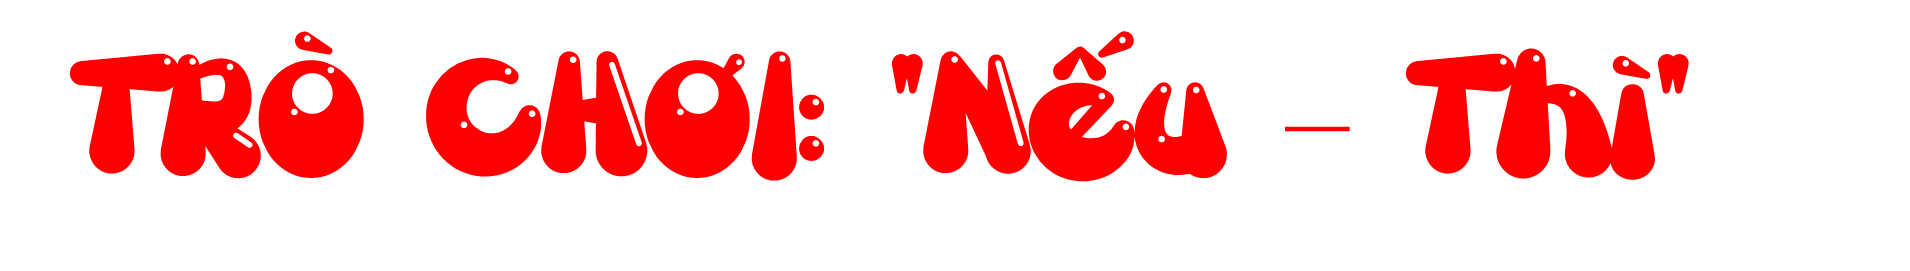 TRÒ CHƠI: "Nếu – Thì"